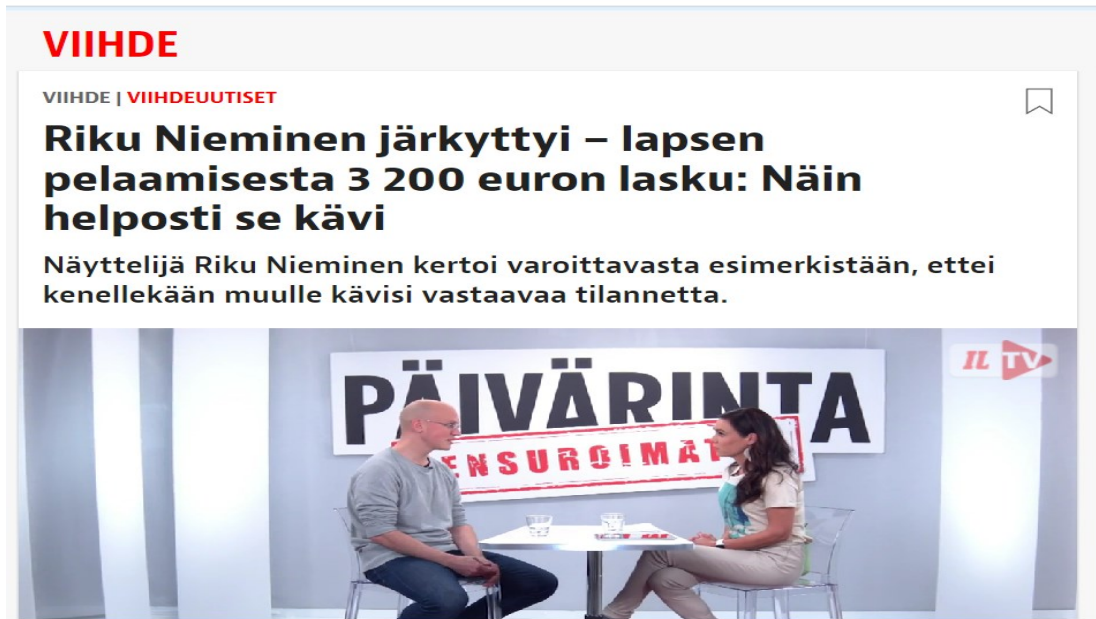 VIIHDE
VIIHDE | VIIHDEUUTISET
Riku Nieminen järkyttyi – lapsen
pelaamisesta 3 200 euron lasku: Näin
helposti se kävi
Näyttelijä Riku Nieminen kertoi varoittavasta esimerkistään, ettei
kenellekään muulle kävisi vastaavaa tilannetta.
IL TV
PÄIVÄRINTA
ENSUROIMAT